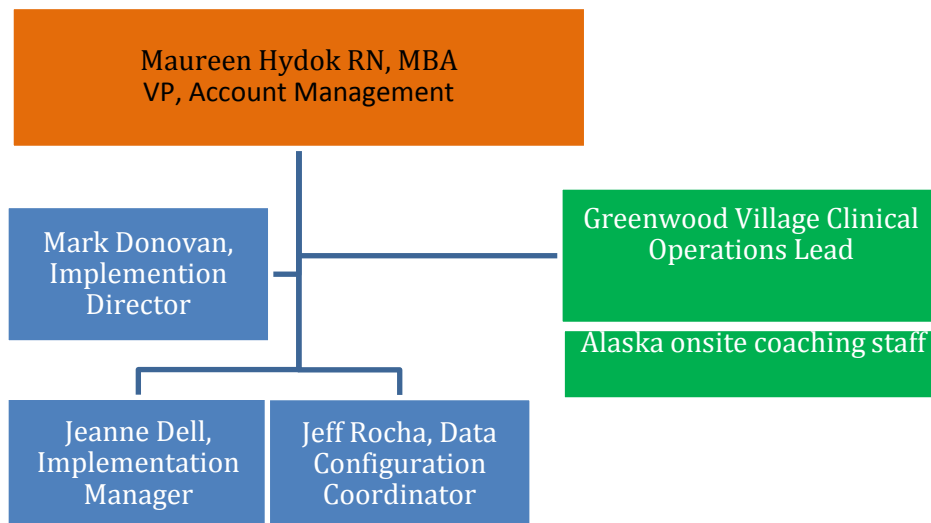 Maureen Hydok RN, MBA
VP, Account Management
Mark Donovan,
Implemention
Director
Greenwood Village Clinical
Operations Lead
Alaska onsite coaching staff
Jeanne Dell,
Implementation
Manager
Jeff Rocha, Data
Configuration
Coordinator